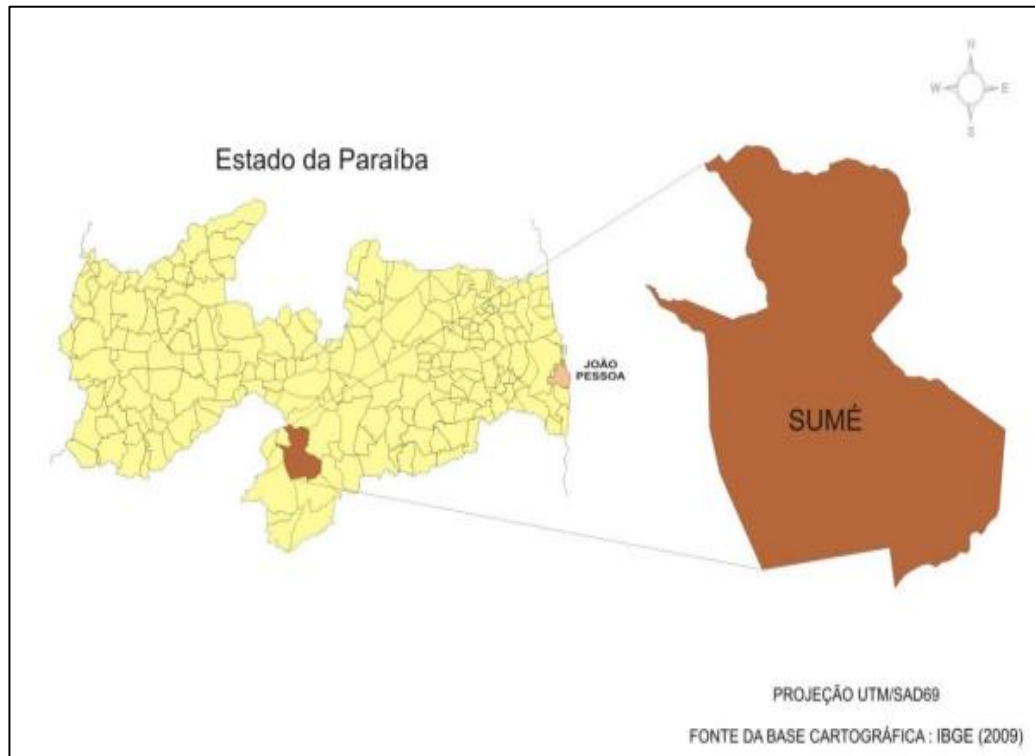 N
W E
S
Estado da Paraíba
JOÃO
PESSOA
SUMÉ
PROJEÇÃO UTM/SAD69
FONTE DA BASE CARTOGRÁFICA : IBGE (2009)